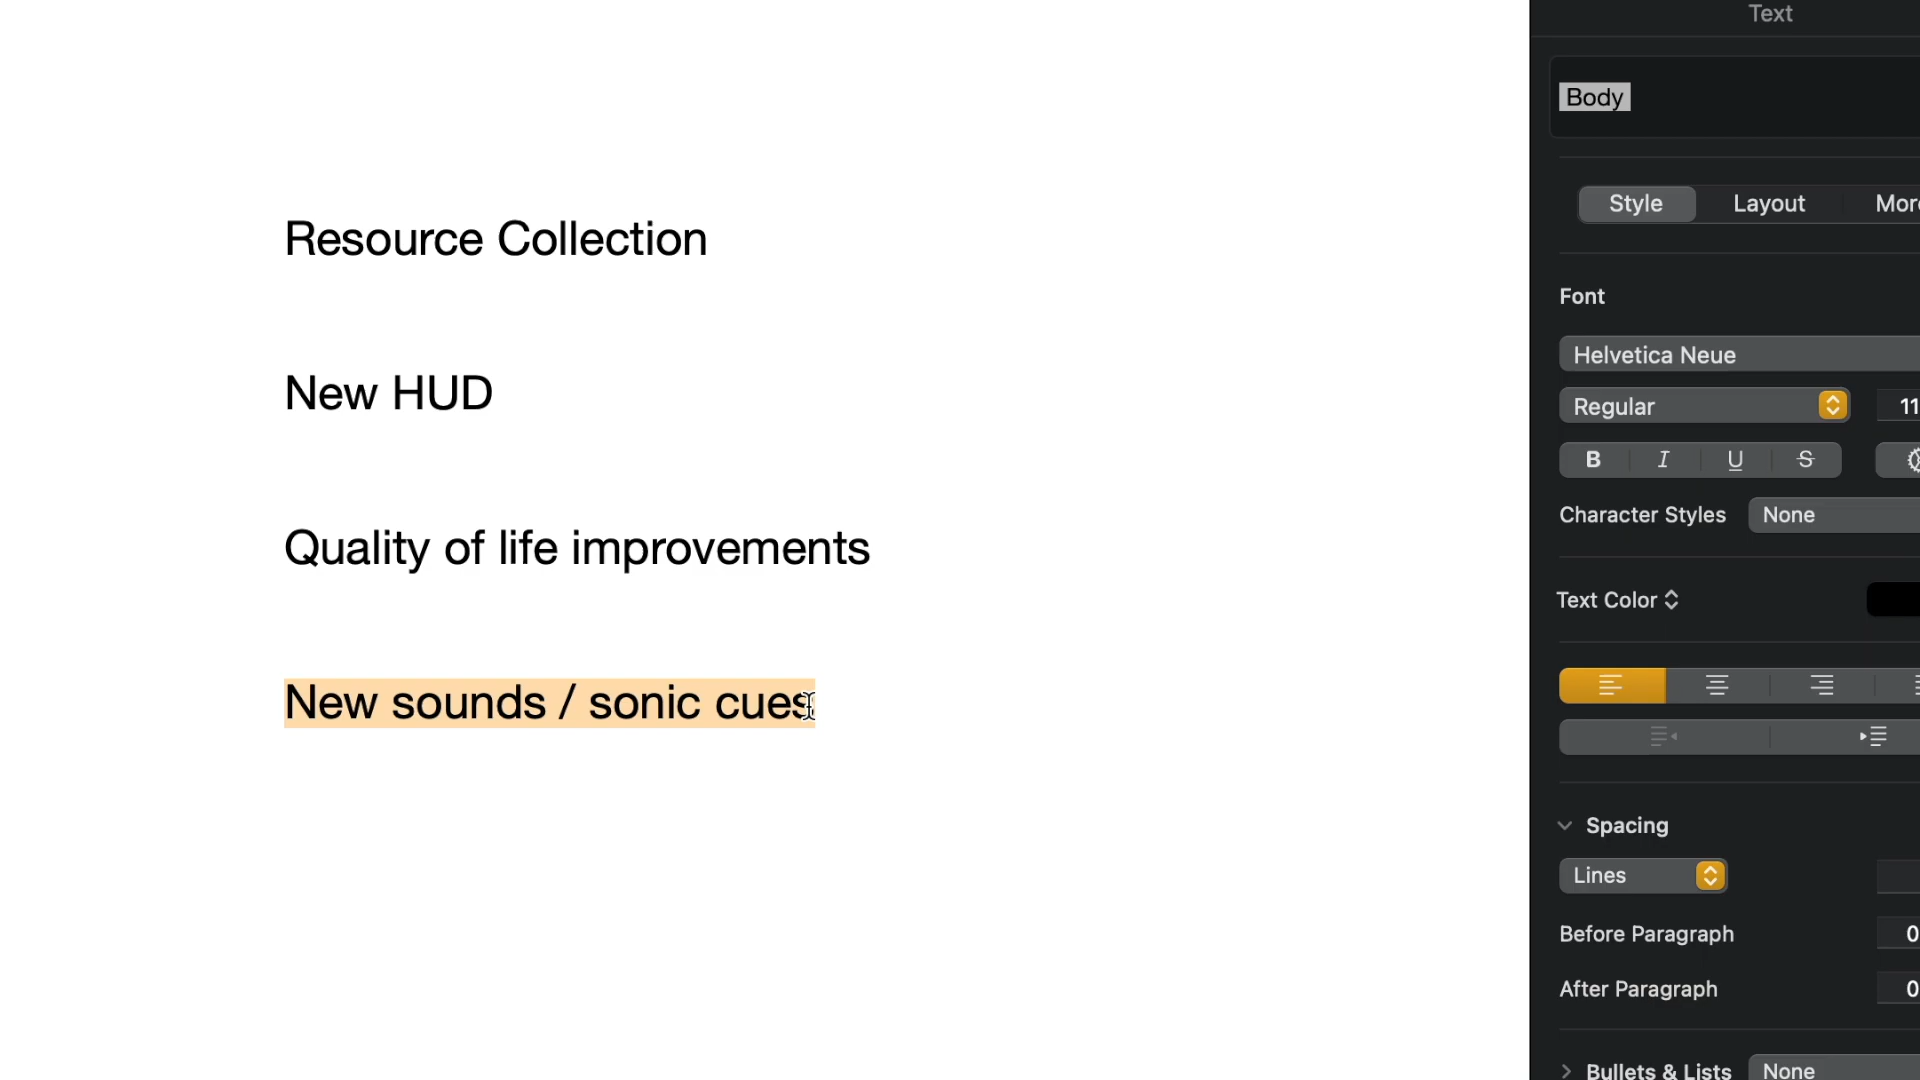 Text
Body
Style Layout
Resource Collection
Font
Helvetica Neue
New HUD
Regular 11
B I U S
Character Styles None
Quality of life improvements
Text Color
New sounds / sonic cues
Spacing
Lines
Before Paragraph 0
After Paragraph 0
Bullets & Lists None